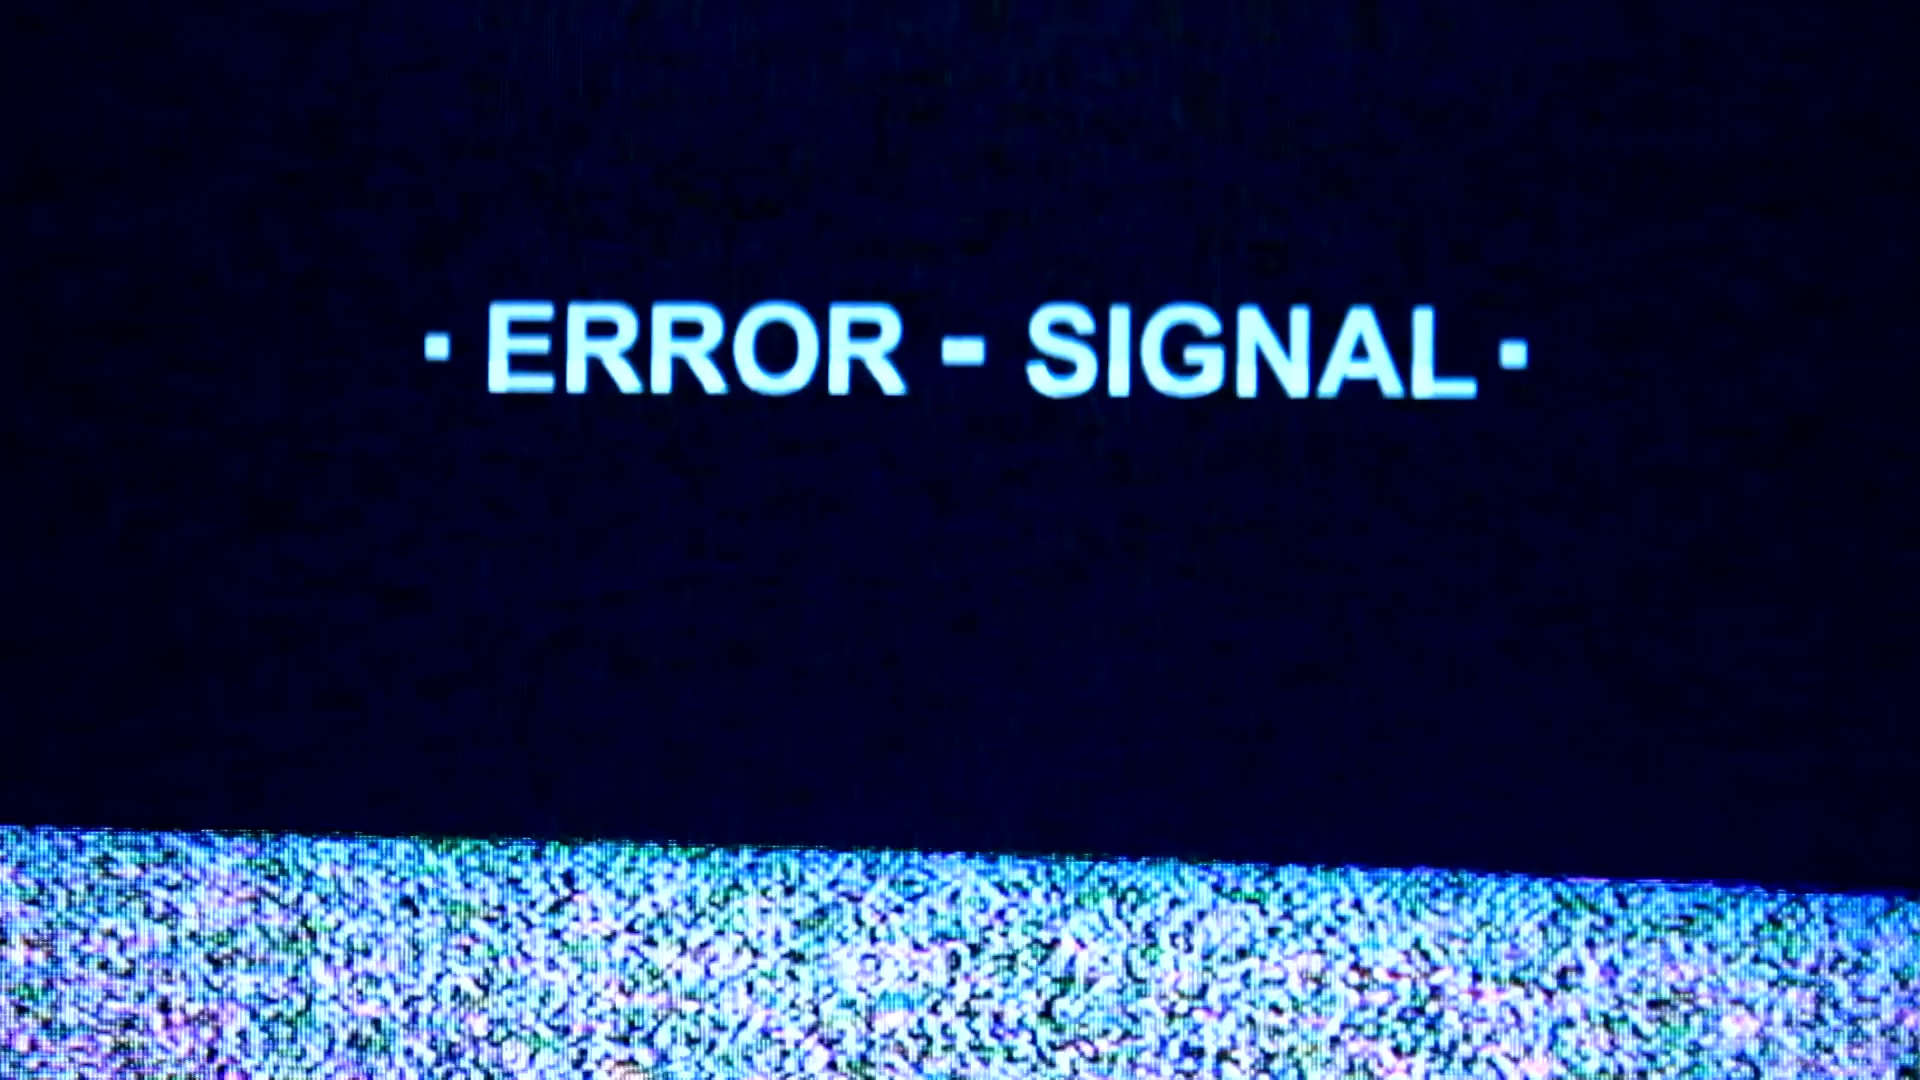 ▪ ERROR - SIGNAL ▪